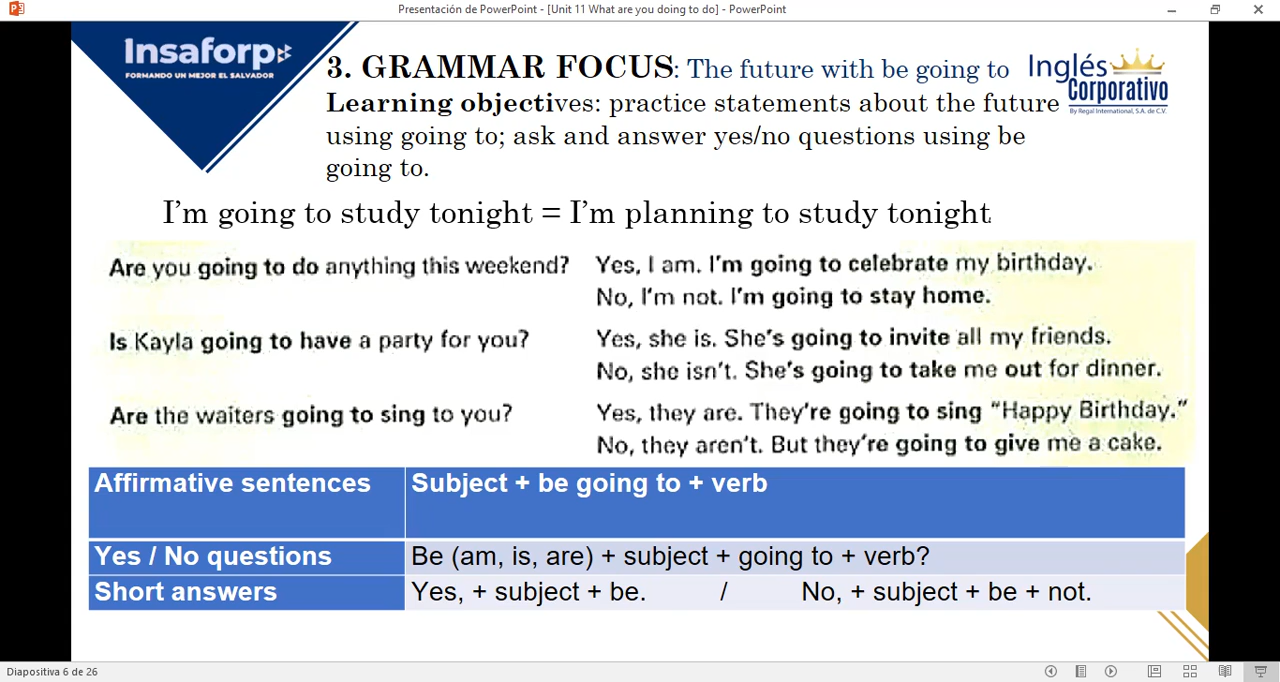 Presentación de PowerPoint - [Unit 11 What are you doing to do] - PowerPoint
Insaforp
FORMANDO UN MEJOR EL SALVADOR
3. GRAMMAR FOCUS: The future with be going to
Inglés
Corporativo
By Regal International, S.A. de C.V.
Learning objectives: practice statements about the future
using going to; ask and answer yes/no questions using be
going to.
I'm going to study tonight = I'm planning to study tonight
Are you going to do anything this weekend? Yes, I am. I'm going to celebrate my birthday.
No, I'm not. I'm going to stay home.
Is Kayla going to have a party for you? Yes, she is. She's going to invite all my friends.
No, she isn't. She's going to take me out for dinner.
Are the waiters going to sing to you? Yes, they are. They're going to sing "Happy Birthday."
No, they aren't. But they're going to give me a cake.
Affirmative sentences Subject + be going to + verb
Yes / No questions Be (am, is, are) + subject + going to + verb?
Short answers Yes, + subject + be. / No, + subject + be + not.
Diapositiva 6 de 26